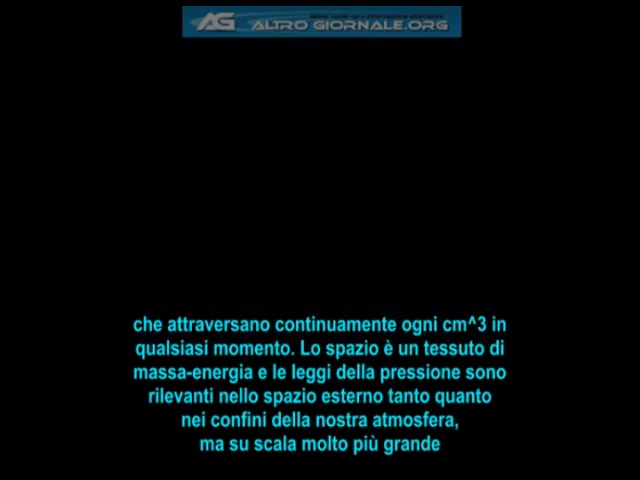 AG ALTRO GIORNALE.ORG
che attraversano continuamente ogni cm^3 in
qualsiasi momento. Lo spazio è un tessuto di
massa-energia e le leggi della pressione sono
rilevanti nello spazio esterno tanto quanto
nei confini della nostra atmosfera,
ma su scala molto più grande